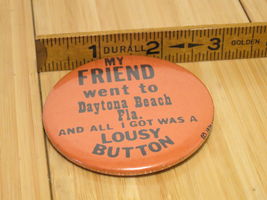 1 DURALL 2 3 GOLDEN
MY
FRIEND
went to
Daytona Beach
Fla.
AND ALL I GOT WAS A
LOUSY
BUTTON